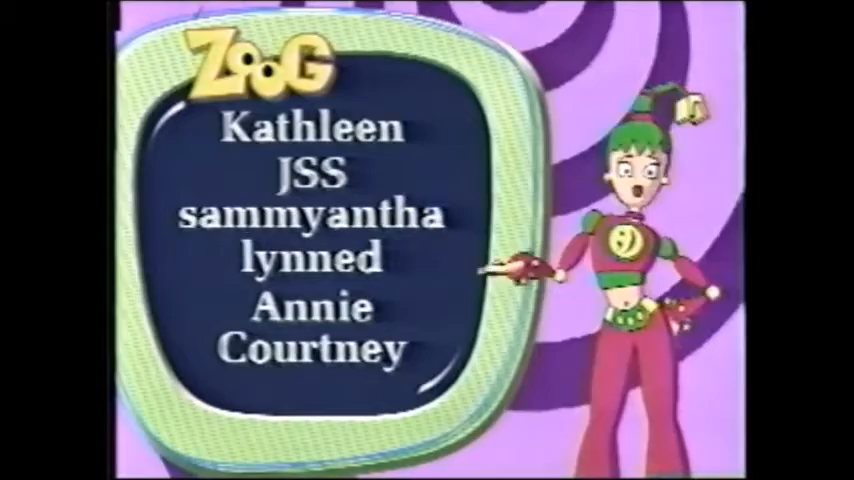 ZOOG
Kathleen
JSS
sammyantha
lynned
Annie
Courtney